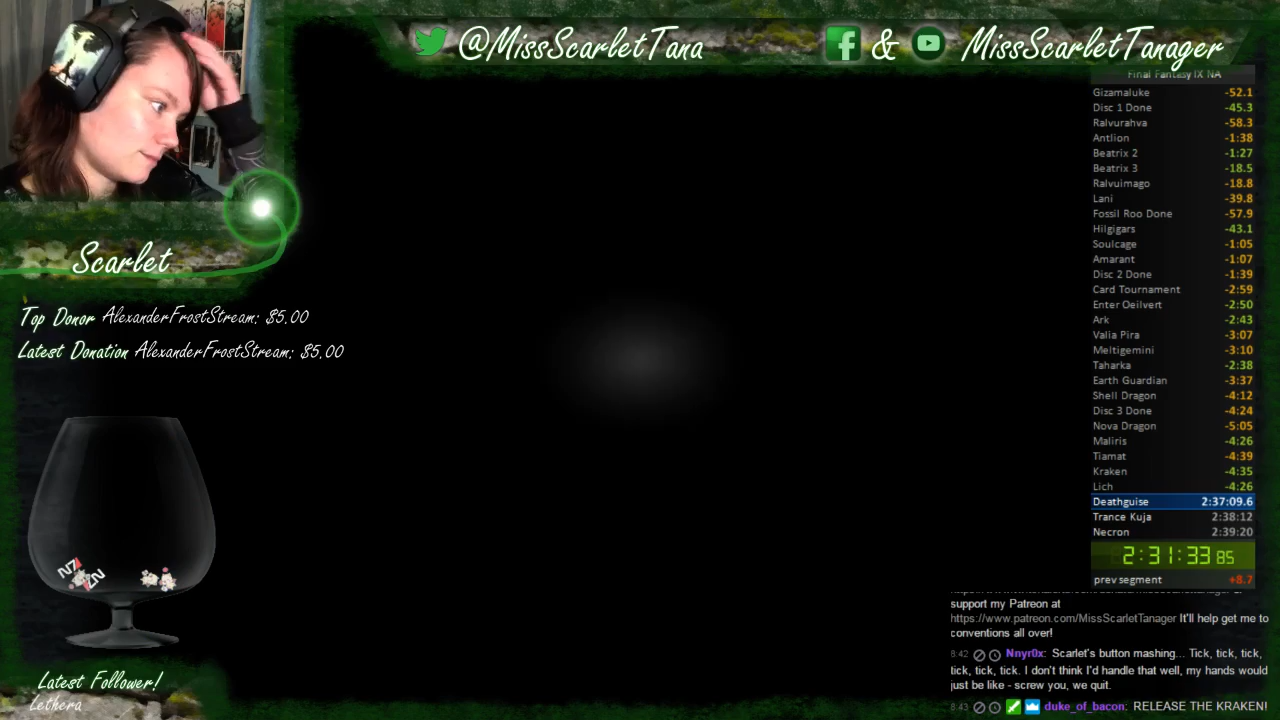 @MissScarletTana
& MissScarletTanager
Scarlet
Top Donor AlexanderFrostStream: $5.00
Latest Donation AlexanderFrostStream: $5.00
N7
N7
Latest Follower!
Lethera
Final Fantasy IX NA
Gizamaluke -52.1
Disc 1 Done -45.3
Ralvurahva -58.3
Antlion -1:38
Beatrix 2 -1:27
Beatrix 3 -18.5
Ralvuimago -18.8
Lani -39.8
Fossil Roo Done -57.9
Hilgigars -43.1
Soulcage -1:05
Amarant -1:07
Disc 2 Done -1:39
Card Tournament -2:59
Enter Oeilvert -2:50
Ark -2:43
Valia Pira -3:07
Meltigemini -3:10
Taharka -2:38
Earth Guardian -3:37
Shell Dragon -4:12
Disc 3 Done -4:24
Nova Dragon -5:05
Maliris -4:26
Tiamat -4:39
Kraken -4:35
Lich -4:26
Deathguise 2:37:09.6
Trance Kuja 2:38:12
Necron 2:39:20
2:31:33 85
prev segment +8.7
support my Patreon at
https://www.patreon.com/MissScarletTanager It'll help get me to
conventions all over!
8:42 Nnyr0x: Scarlet's button mashing... Tick, tick, tick,
tick, tick, tick. I don't think I'd handle that well, my hands would
just be like - screw you, we quit.
8:43 duke_of_bacon: RELEASE THE KRAKEN!